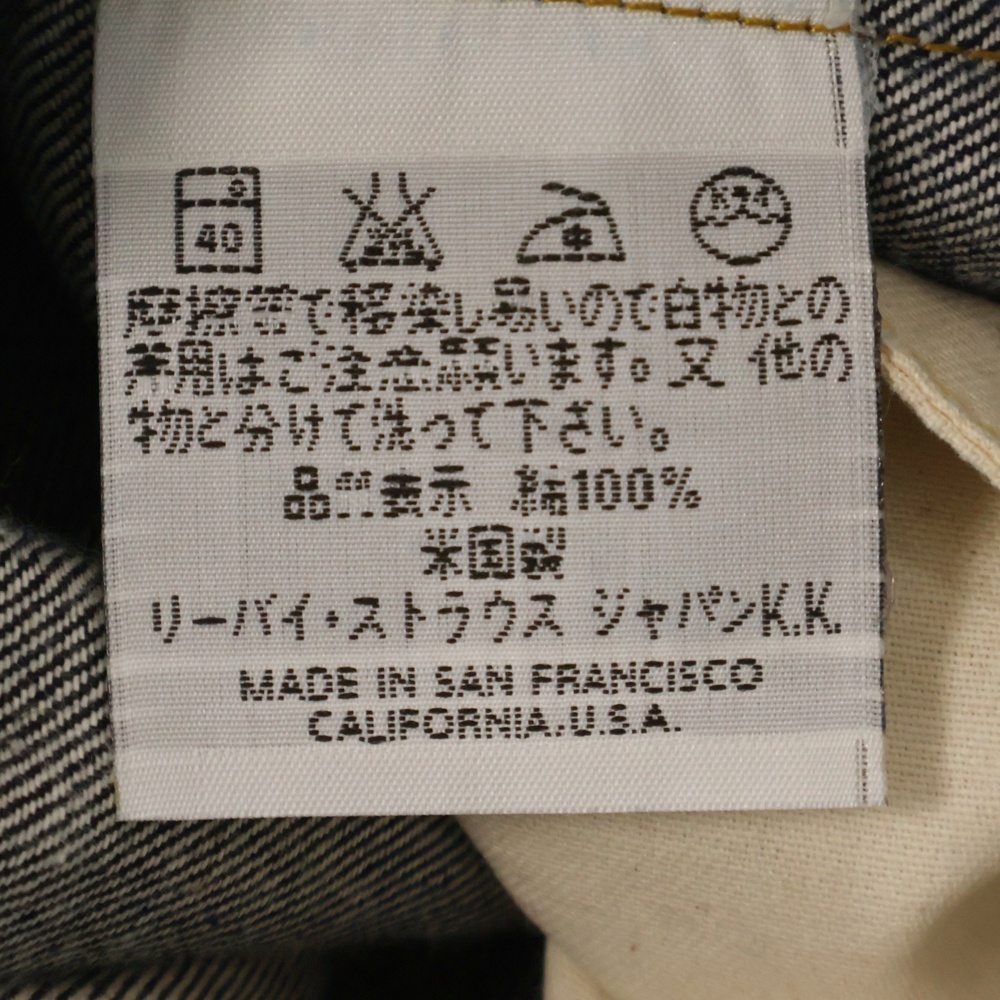 40
摩擦等で移染し易いので白物との
兼用はご注意願います。又 他の
物と分けて洗って下さい。
品質表示 綿100%
米国製
リーバイ・ストラウス ジャパンK.K.
MADE IN SAN FRANCISCO
CALIFORNIA.U.S.A.